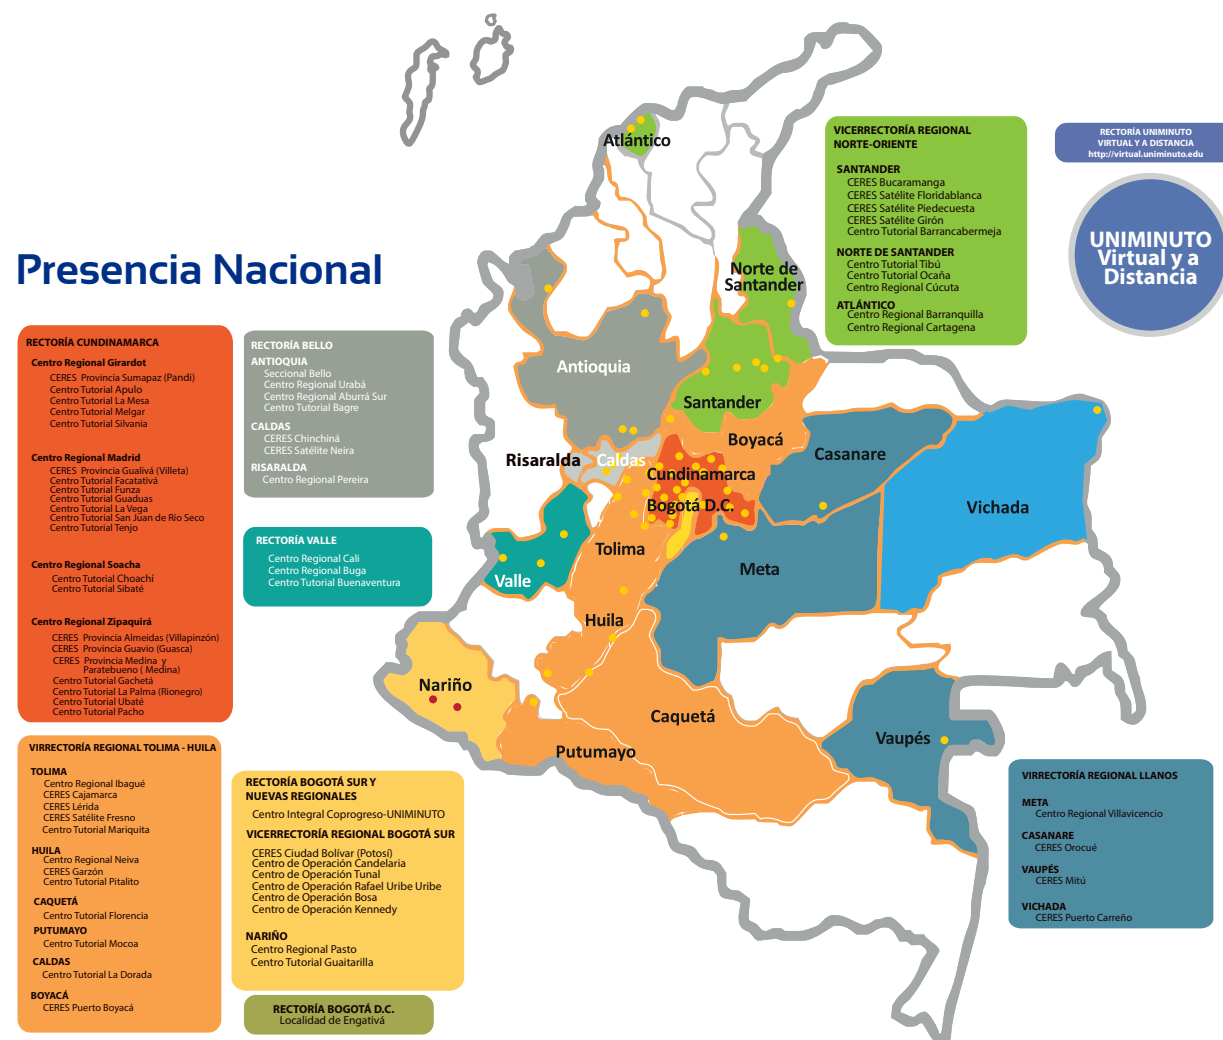 Presencia Nacional
RECTORÍA CUNDINAMARCA
Centro Regional Girardot
CERES Provincia Sumapaz (Pandi)
Centro Tutorial Apulo
Centro Tutorial La Mesa
Centro Tutorial Melgar
Centro Tutorial Silvania
Centro Regional Madrid
CERES Provincia Gualivá (Villeta)
Centro Tutorial Facatativá
Centro Tutorial Funza
Centro Tutorial Guaduas
Centro Tutorial La Vega
Centro Tutorial San Juan de Río Seco
Centro Tutorial Tenjo
Centro Regional Soacha
Centro Tutorial Choachí
Centro Tutorial Sibaté
Centro Regional Zipaquirá
CERES Provincia Almeidas (Villapinzón)
CERES Provincia Guavio (Guasca)
CERES Provincia Medina y
Paratebueno ( Medina)
Centro Tutorial Gachetá
Centro Tutorial La Palma (Rionegro)
Centro Tutorial Ubaté
Centro Tutorial Pacho
RECTORÍA BELLO
ANTIOQUIA
Seccional Bello
Centro Regional Urabá
Centro Regional Aburrá Sur
Centro Tutorial Bagre
CALDAS
CERES Chinchiná
CERES Satélite Neira
RISARALDA
Centro Regional Pereira
RECTORÍA VALLE
Centro Regional Cali
Centro Regional Buga
Centro Tutorial Buenaventura
VIRRECTORÍA REGIONAL TOLIMA - HUILA
TOLIMA
Centro Regional Ibagué
CERES Cajamarca
CERES Lérida
CERES Satélite Fresno
Centro Tutorial Mariquita
HUILA
Centro Regional Neiva
CERES Garzón
Centro Tutorial Pitalito
CAQUETÁ
Centro Tutorial Florencia
PUTUMAYO
Centro Tutorial Mocoa
CALDAS
Centro Tutorial La Dorada
BOYACÁ
CERES Puerto Boyacá
RECTORÍA BOGOTÁ SUR Y
NUEVAS REGIONALES
Centro Integral Coprogreso-UNIMINUTO
VICERRECTORÍA REGIONAL BOGOTÁ SUR
CERES Ciudad Bolívar (Potosí)
Centro de Operación Candelaria
Centro de Operación Tunal
Centro de Operación Rafael Uribe Uribe
Centro de Operación Bosa
Centro de Operación Kennedy
NARIÑO
Centro Regional Pasto
Centro Tutorial Guaitarilla
RECTORÍA BOGOTÁ D.C.
Localidad de Engativá
Atlántico
Norte de
Santander
Antioquia
Santander
Boyacá
Casanare
Risaralda
Caldas
Cundinamarca
Bogotá D.C.
Vichada
Tolima
Meta
Valle
Huila
Nariño
Caquetá
Vaupés
Putumayo
VICERRECTORÍA REGIONAL
NORTE-ORIENTE
SANTANDER
CERES Bucaramanga
CERES Satélite Floridablanca
CERES Satélite Piedecuesta
CERES Satélite Girón
Centro Tutorial Barrancabermeja
NORTE DE SANTANDER
Centro Tutorial Tibú
Centro Tutorial Ocaña
Centro Regional Cúcuta
ATLÁNTICO
Centro Regional Barranquilla
Centro Regional Cartagena
RECTORÍA UNIMINUTO
VIRTUAL Y A DISTANCIA
http://virtual.uniminuto.edu
UNIMINUTO
Virtual y a
Distancia
VIRRECTORÍA REGIONAL LLANOS
META
Centro Regional Villavicencio
CASANARE
CERES Orocué
VAUPÉS
CERES Mitú
VICHADA
CERES Puerto Carreño